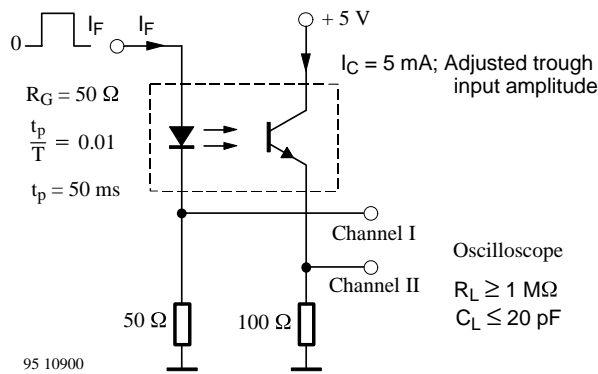 0
I_F
I_F
+ 5 V
I_C = 5 mA; Adjusted trough
input amplitude
R_G = 50 Ω
t_p
T
= 0.01
t_p = 50 ms
Channel I
Channel II
Oscilloscope
R_L ≥ 1 MΩ
C_L ≤ 20 pF
50 Ω
100 Ω
95 10900